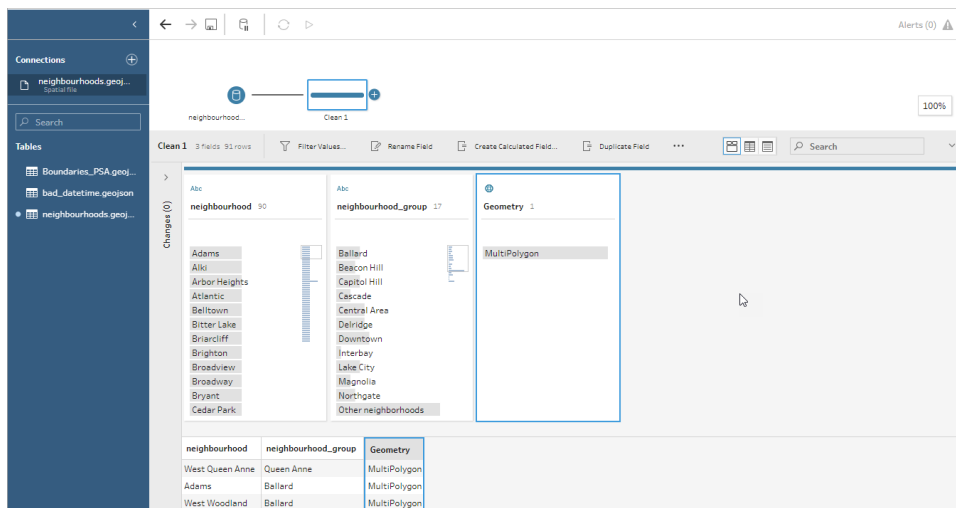 Alerts (0)
Connections
neighbourhoods.geoj...
Spatial file
Search
Tables
Boundaries_PSA.geoj...
bad_datetime.geojson
neighbourhoods.geoj...
neighbourhood...
Clean 1
100%
Clean 1 3 fields 91 rows Filter Values... Rename Field Create Calculated Field... Duplicate Field ... Search
Changes (0)
Abc
neighbourhood 90
Adams
Alki
Arbor Heights
Atlantic
Belltown
Bitter Lake
Briarcliff
Brighton
Broadview
Broadway
Bryant
Cedar Park
Abc
neighbourhood_group 17
Ballard
Beacon Hill
Capitol Hill
Cascade
Central Area
Delridge
Downtown
Interbay
Lake City
Magnolia
Northgate
Other neighborhoods
Geometry 1
MultiPolygon
neighbourhood neighbourhood_group Geometry
West Queen Anne Queen Anne MultiPolygon
Adams Ballard MultiPolygon
West Woodland Ballard MultiPolygon